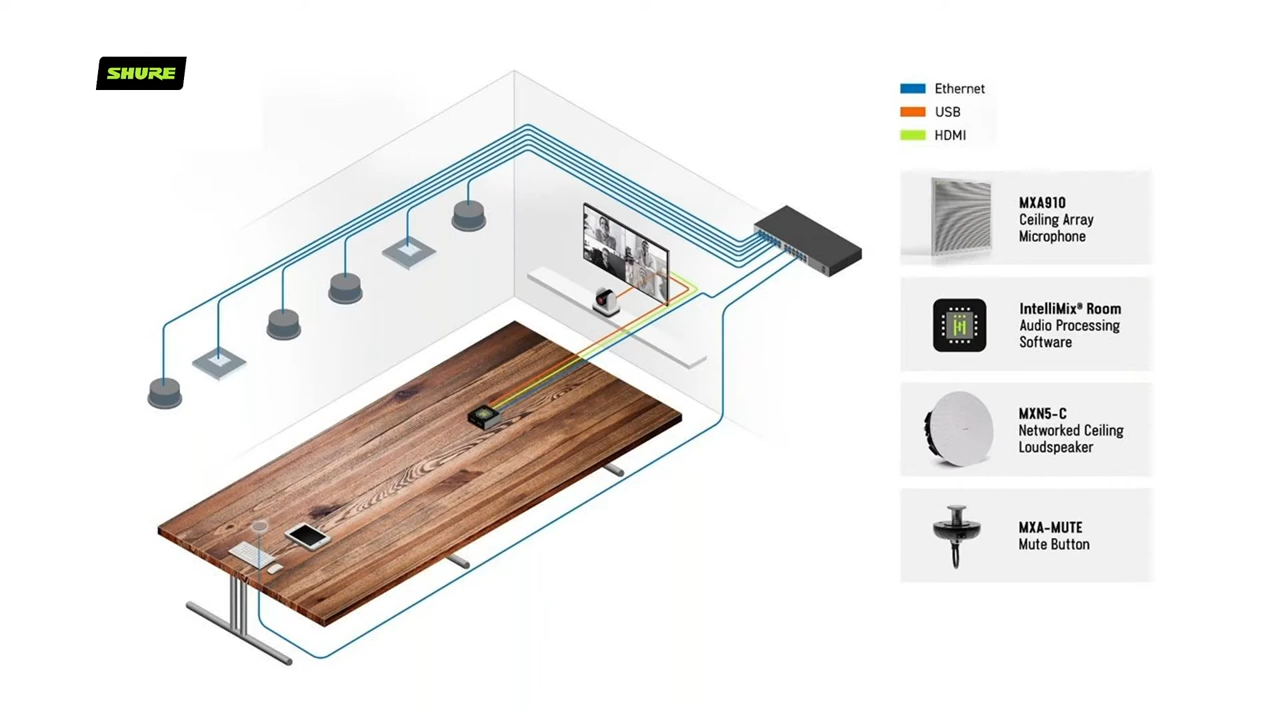 SHURE
Ethernet
USB
HDMI
MXA910
Ceiling Array
Microphone
IntelliMix® Room
Audio Processing
Software
MXN5-C
Networked Ceiling
Loudspeaker
MXA-MUTE
Mute Button